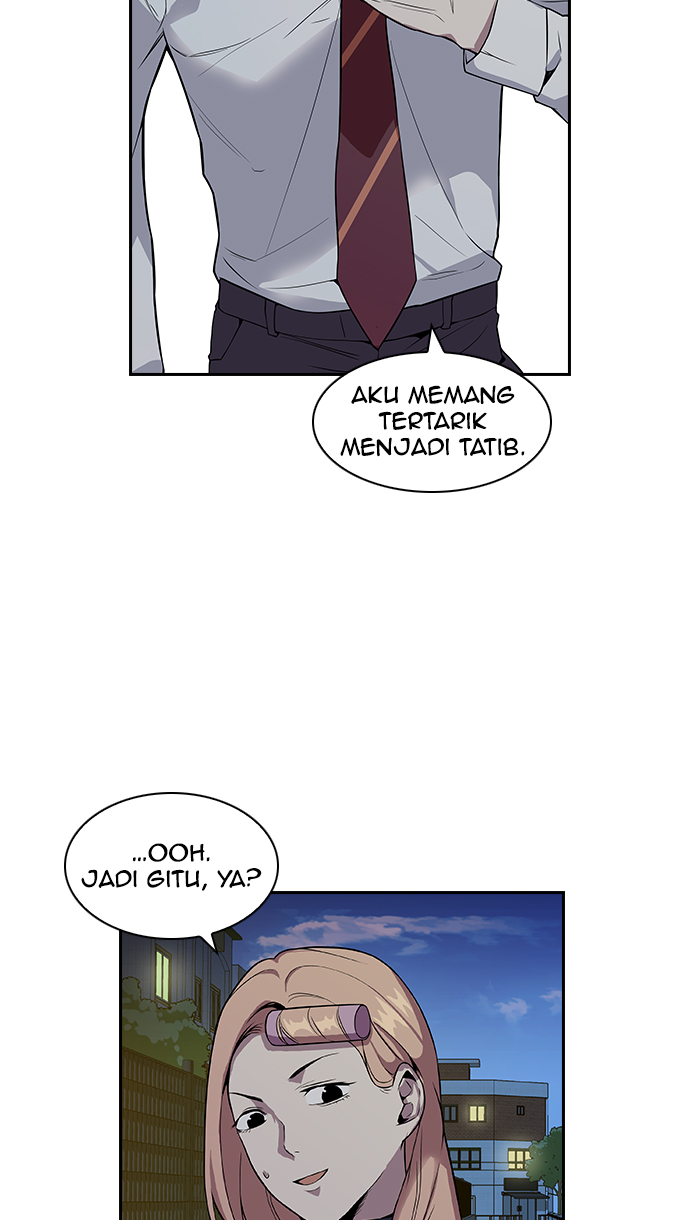 AKU MEMANG
TERTARIK
MENJADI TATIB.
...OOH.
JADI GITU, YA?